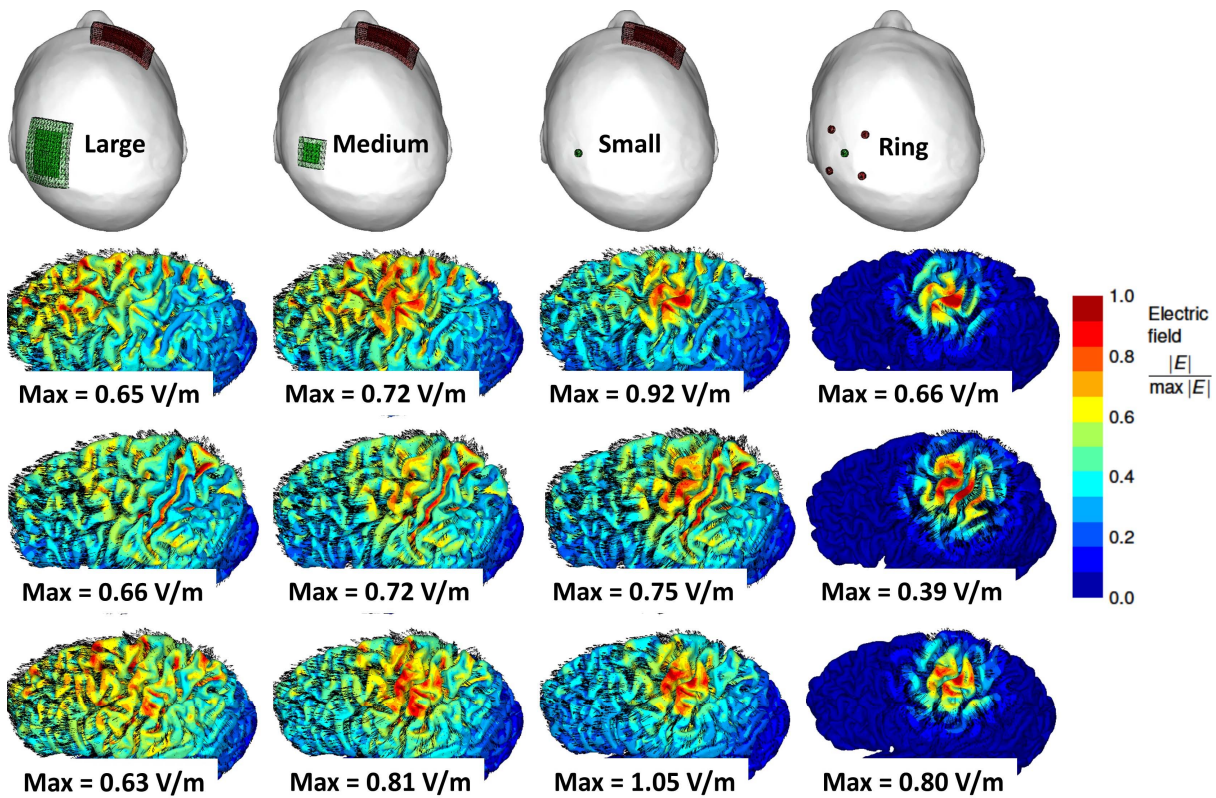 Large
Medium
Small
Ring
Max = 0.65 V/m
Max = 0.72 V/m
Max = 0.92 V/m
Max = 0.66 V/m
1.0
0.8
0.6
0.4
0.2
0.0
Electric
field
|E|
max |E|
Max = 0.66 V/m
Max = 0.72 V/m
Max = 0.75 V/m
Max = 0.39 V/m
Max = 0.63 V/m
Max = 0.81 V/m
Max = 1.05 V/m
Max = 0.80 V/m